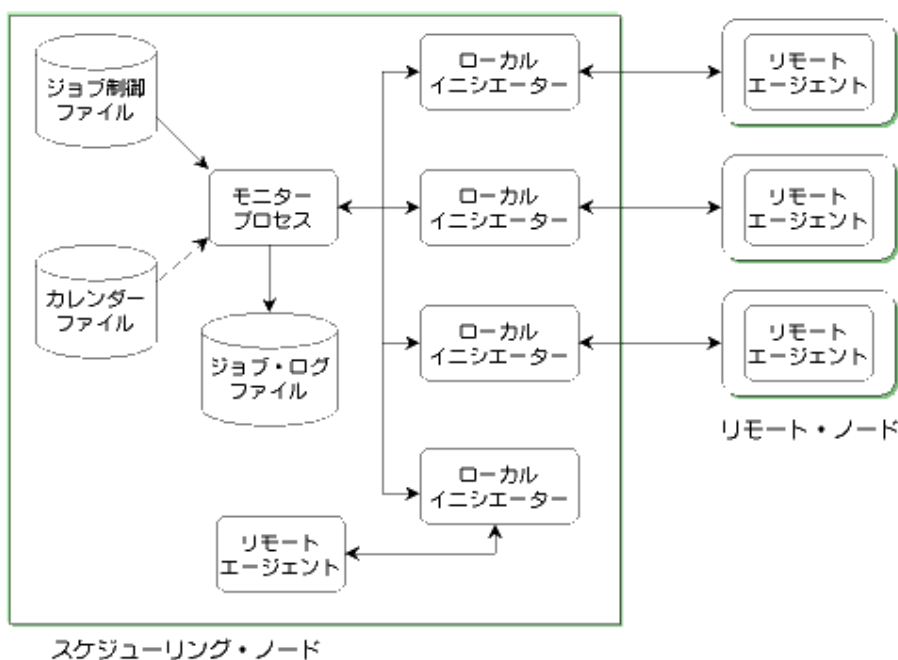 ジョブ制御
ファイル
ローカル
イニシエーター
リモート
エージェント
モニター
プロセス
ローカル
イニシエーター
リモート
エージェント
カレンダー
ファイル
ジョブ・ログ
ファイル
ローカル
イニシエーター
リモート
エージェント
リモート・ノード
ローカル
イニシエーター
リモート
エージェント
スケジューリング・ノード